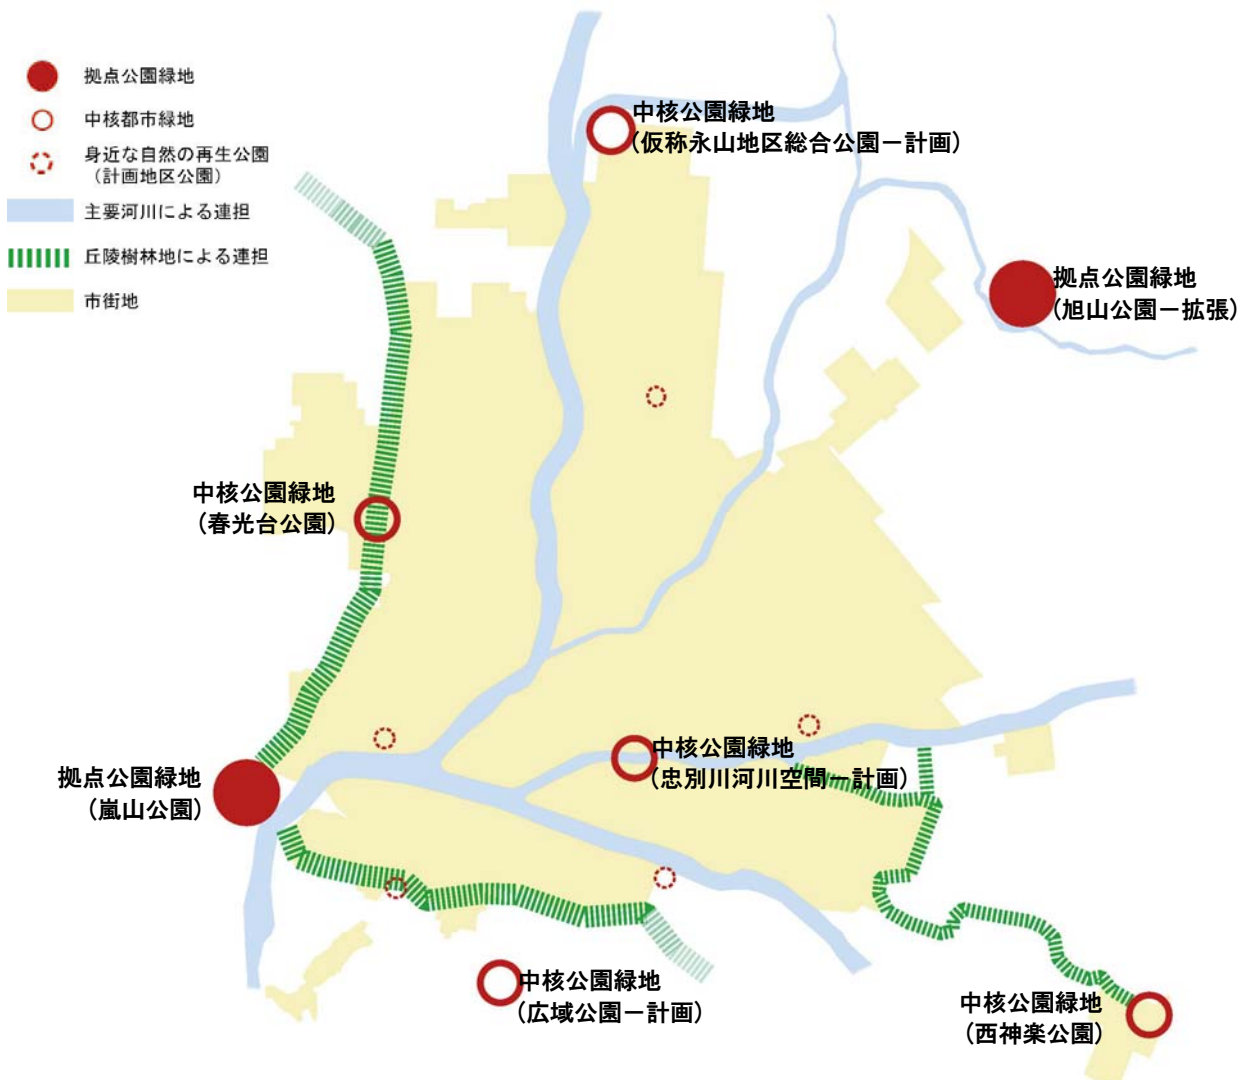 拠点公園緑地
中核都市緑地
身近な自然の再生公園
（計画地区公園）
主要河川による連担
丘陵樹林地による連担
市街地
中核公園緑地
（仮称永山地区総合公園－計画）
拠点公園緑地
（旭山公園－拡張）
中核公園緑地
（春光台公園）
中核公園緑地
（忠別川河川空間－計画）
拠点公園緑地
（嵐山公園）
中核公園緑地
（広域公園－計画）
中核公園緑地
（西神楽公園）